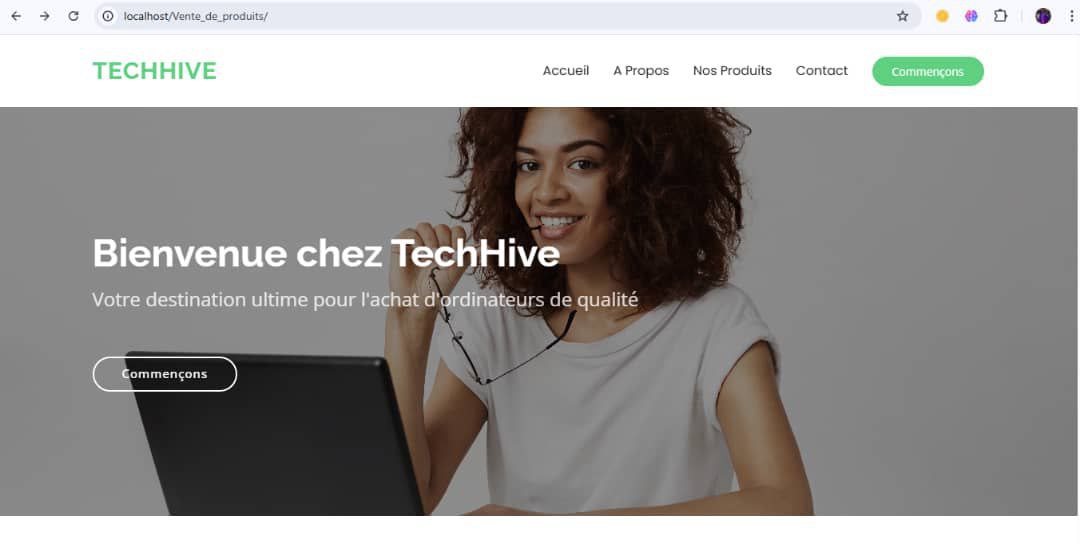 localhost/Vente_de_produits/
TECHHIVE
Accueil
A Propos
Nos Produits
Contact
Commençons
Bienvenue chez TechHive
Votre destination ultime pour l'achat d'ordinateurs de qualité
Commençons